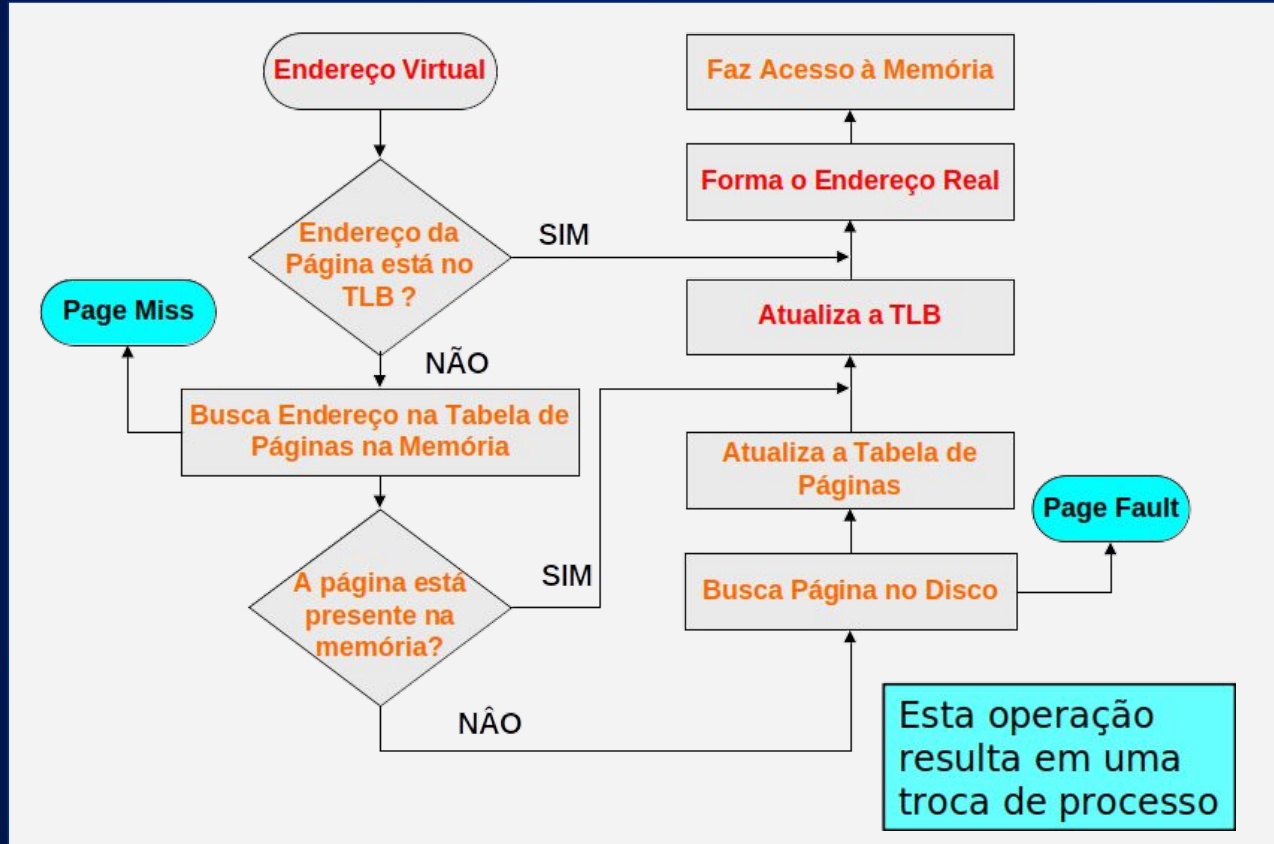 Endereço Virtual
Endereço da
Página está no
TLB ?
SIM
NÃO
Page Miss
Busca Endereço na Tabela de
Páginas na Memória
A página está
presente na
memória?
SIM
NÂO
Busca Página no Disco
Page Fault
Atualiza a Tabela de
Páginas
Atualiza a TLB
Forma o Endereço Real
Faz Acesso à Memória
Esta operação
resulta em uma
troca de processo